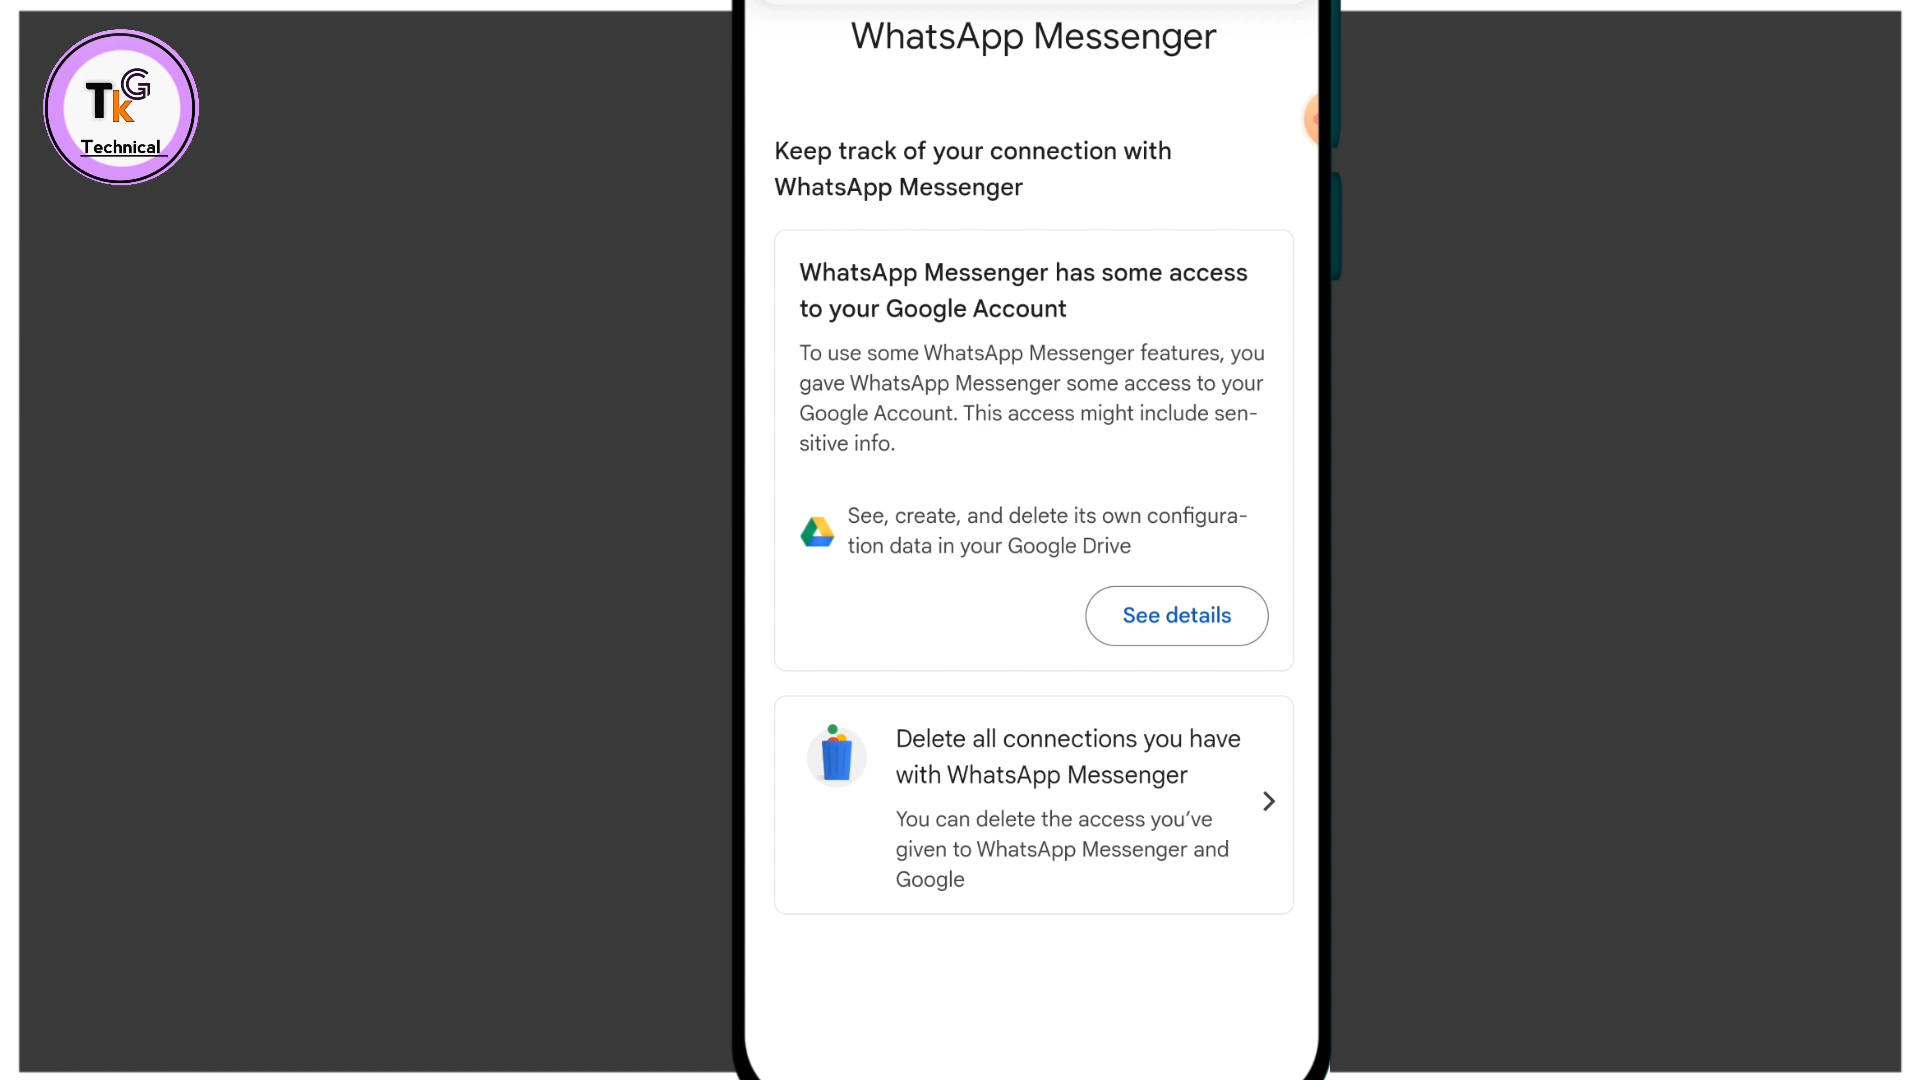 TkG
Technical
WhatsApp Messenger
Keep track of your connection with
WhatsApp Messenger
WhatsApp Messenger has some access
to your Google Account
To use some WhatsApp Messenger features, you
gave WhatsApp Messenger some access to your
Google Account. This access might include sen-
sitive info.
See, create, and delete its own configura-
tion data in your Google Drive
See details
Delete all connections you have
with WhatsApp Messenger
You can delete the access you’ve
given to WhatsApp Messenger and
Google